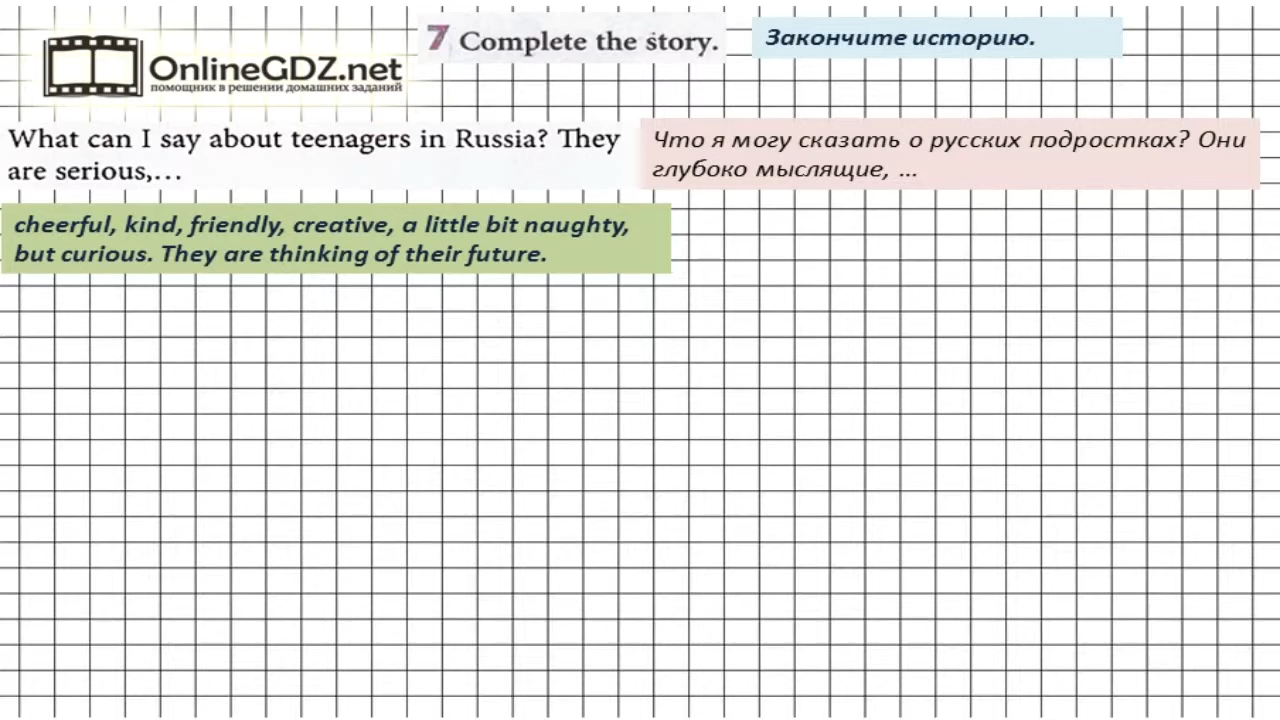 7 Complete the story.
Закончите историю.
OnlineGDZ.net
помощник в решении домашних заданий
What can I say about teenagers in Russia? They
are serious,...
Что я могу сказать о русских подростках? Они
глубоко мыслящие, ...
cheerful, kind, friendly, creative, a little bit naughty,
but curious. They are thinking of their future.